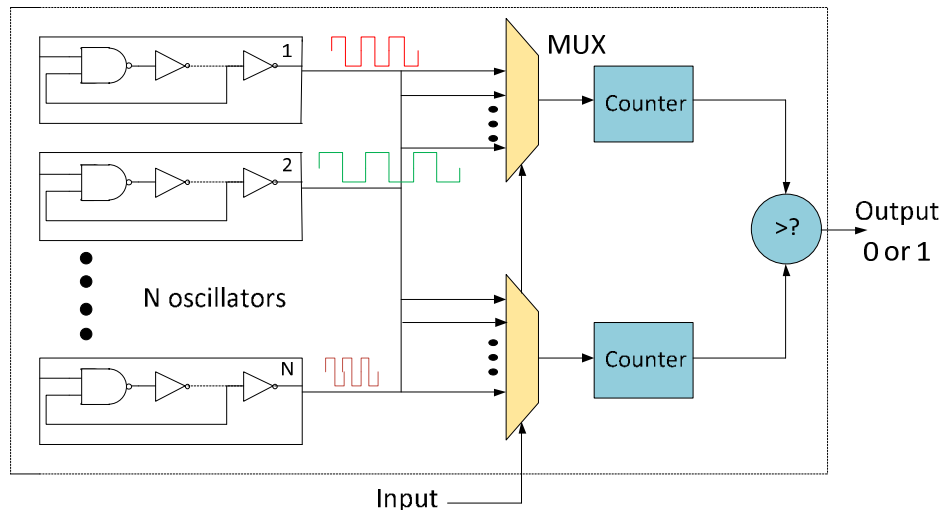 1
MUX
Counter
2
>?
Output
0 or 1
N oscillators
N
Counter
Input